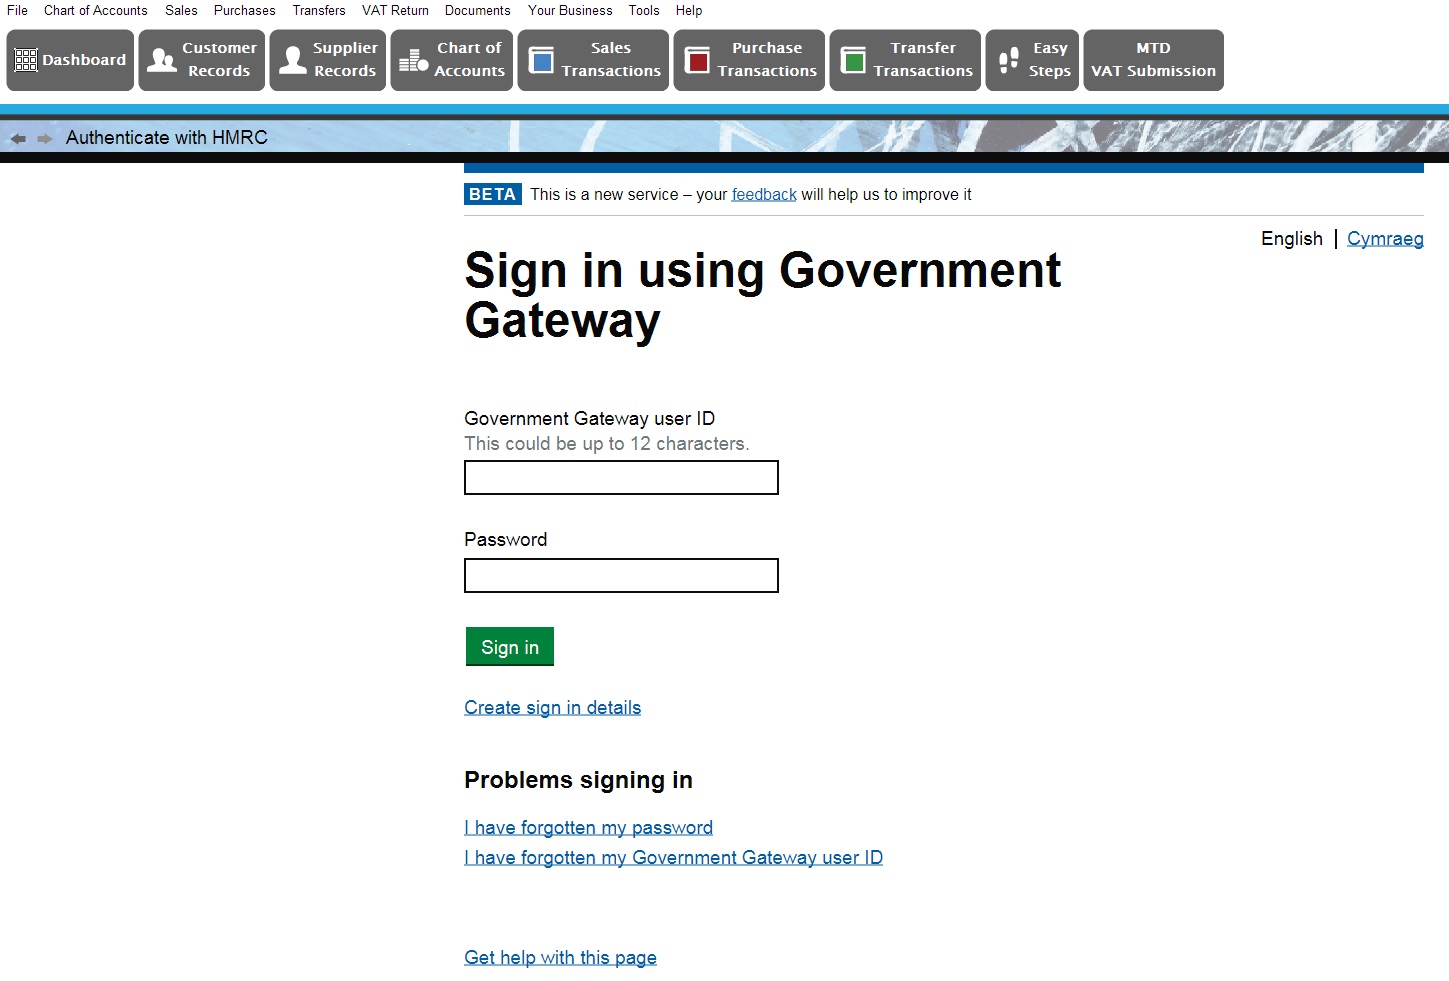 File Chart of Accounts Sales Purchases Transfers VAT Return Documents Your Business Tools Help
Dashboard
Customer
Records
Supplier
Records
Chart of
Accounts
Sales
Transactions
Purchase
Transactions
Transfer
Transactions
Easy
Steps
MTD
VAT Submission
Authenticate with HMRC
BETA This is a new service – your feedback will help us to improve it
English Cymraeg
Sign in using Government
Gateway
Government Gateway user ID
This could be up to 12 characters.
Password
Sign in
Create sign in details
Problems signing in
I have forgotten my password
I have forgotten my Government Gateway user ID
Get help with this page